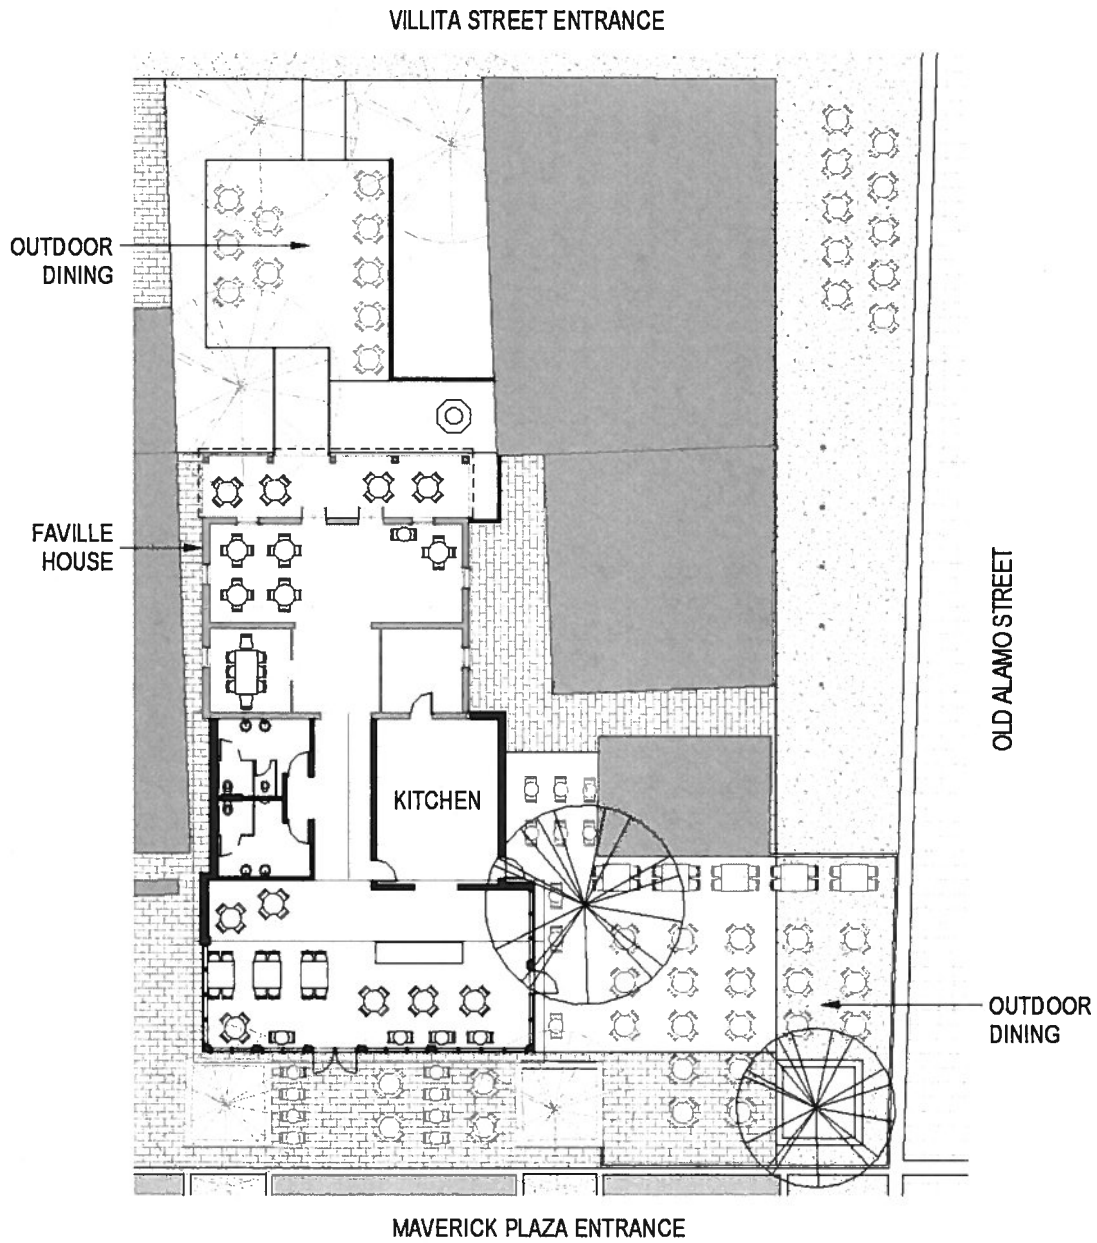 VILLITA STREET ENTRANCE
OUTDOOR
DINING
FAVILLE
HOUSE
OLD ALAMO STREET
KITCHEN
OUTDOOR
DINING
MAVERICK PLAZA ENTRANCE